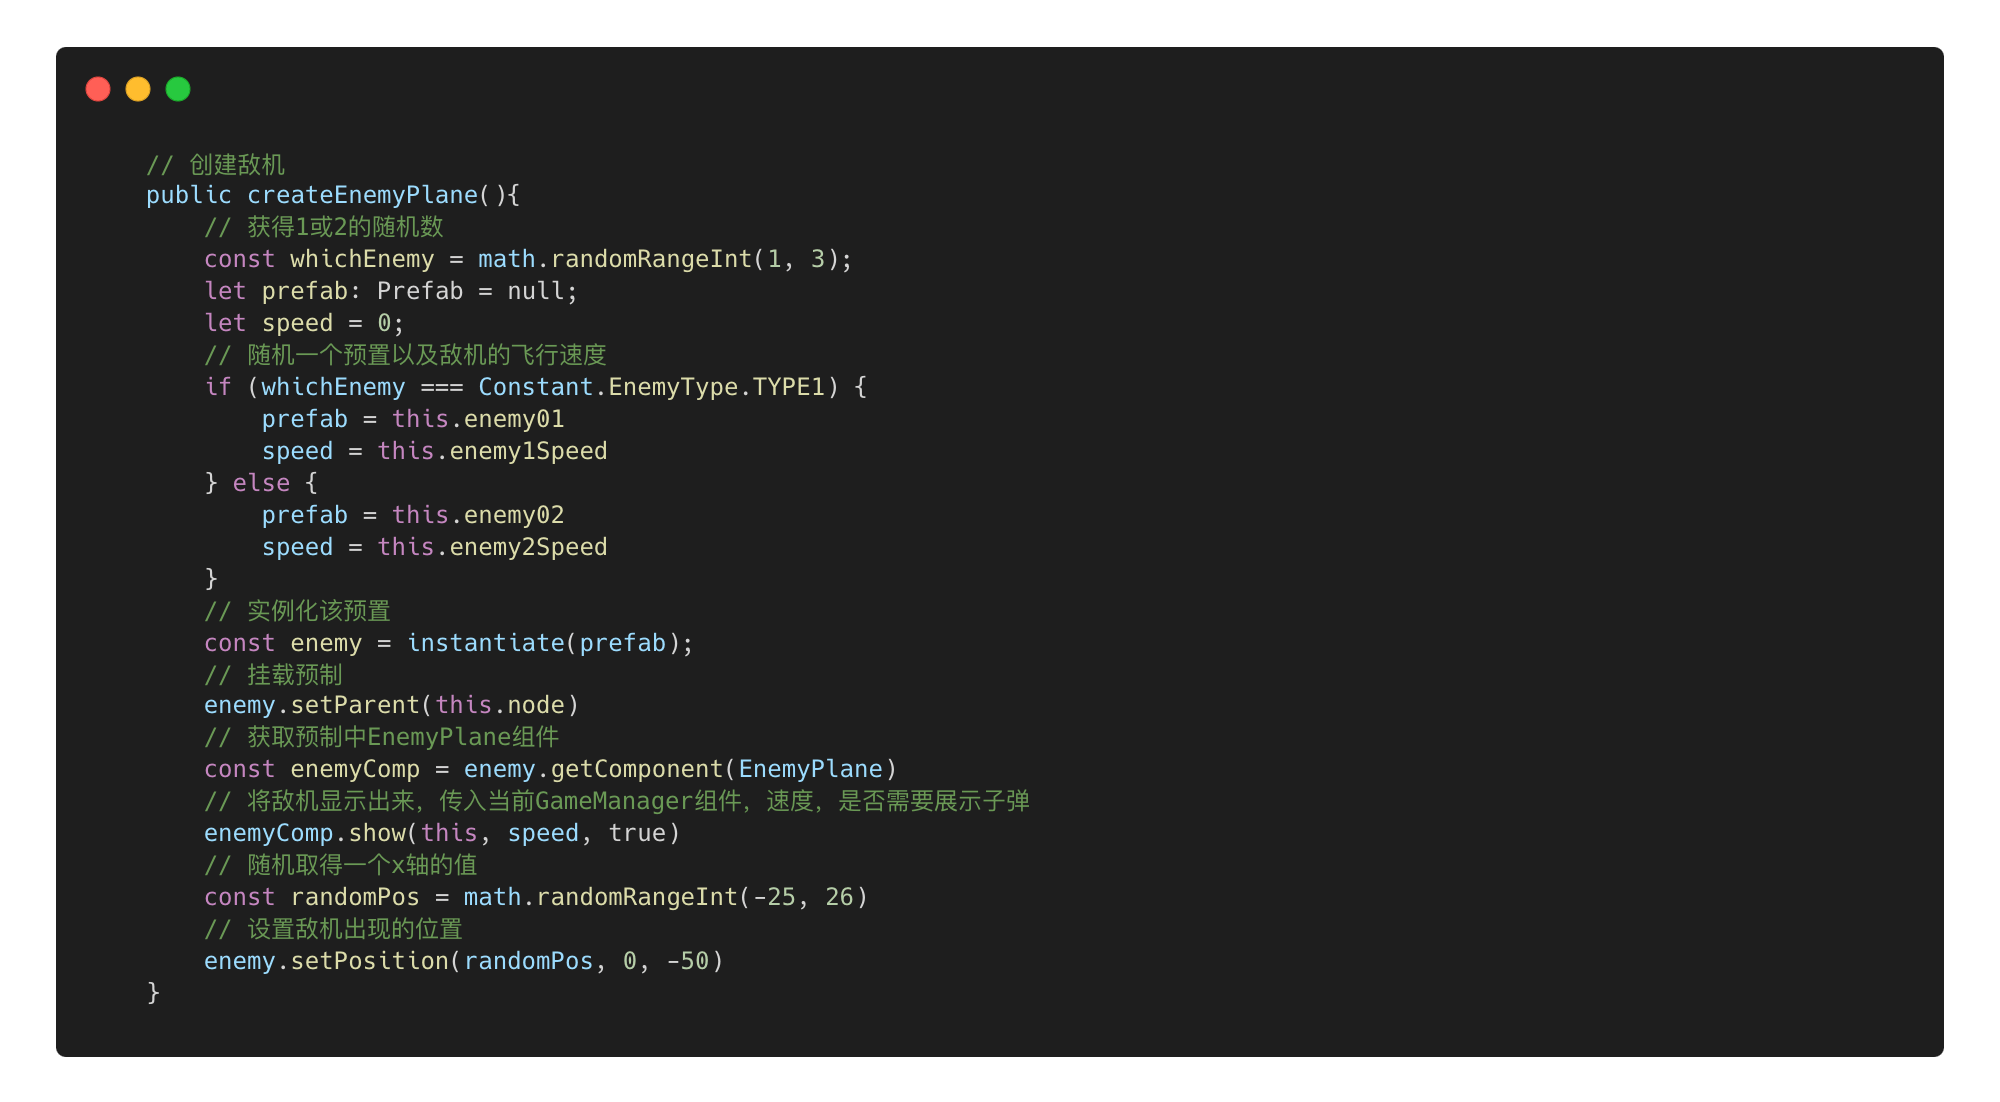 // 创建敌机
public createEnemyPlane(){
// 获得1或2的随机数
const whichEnemy = math.randomRangeInt(1, 3);
let prefab: Prefab = null;
let speed = 0;
// 随机一个预置以及敌机的飞行速度
if (whichEnemy === Constant.EnemyType.TYPE1) {
prefab = this.enemy01
speed = this.enemy1Speed
} else {
prefab = this.enemy02
speed = this.enemy2Speed
}
// 实例化该预置
const enemy = instantiate(prefab);
// 挂载预制
enemy.setParent(this.node)
// 获取预制中EnemyPlane组件
const enemyComp = enemy.getComponent(EnemyPlane)
// 将敌机显示出来，传入当前GameManager组件，速度，是否需要展示子弹
enemyComp.show(this, speed, true)
// 随机取得一个x轴的值
const randomPos = math.randomRangeInt(-25, 26)
// 设置敌机出现的位置
enemy.setPosition(randomPos, 0, -50)
}